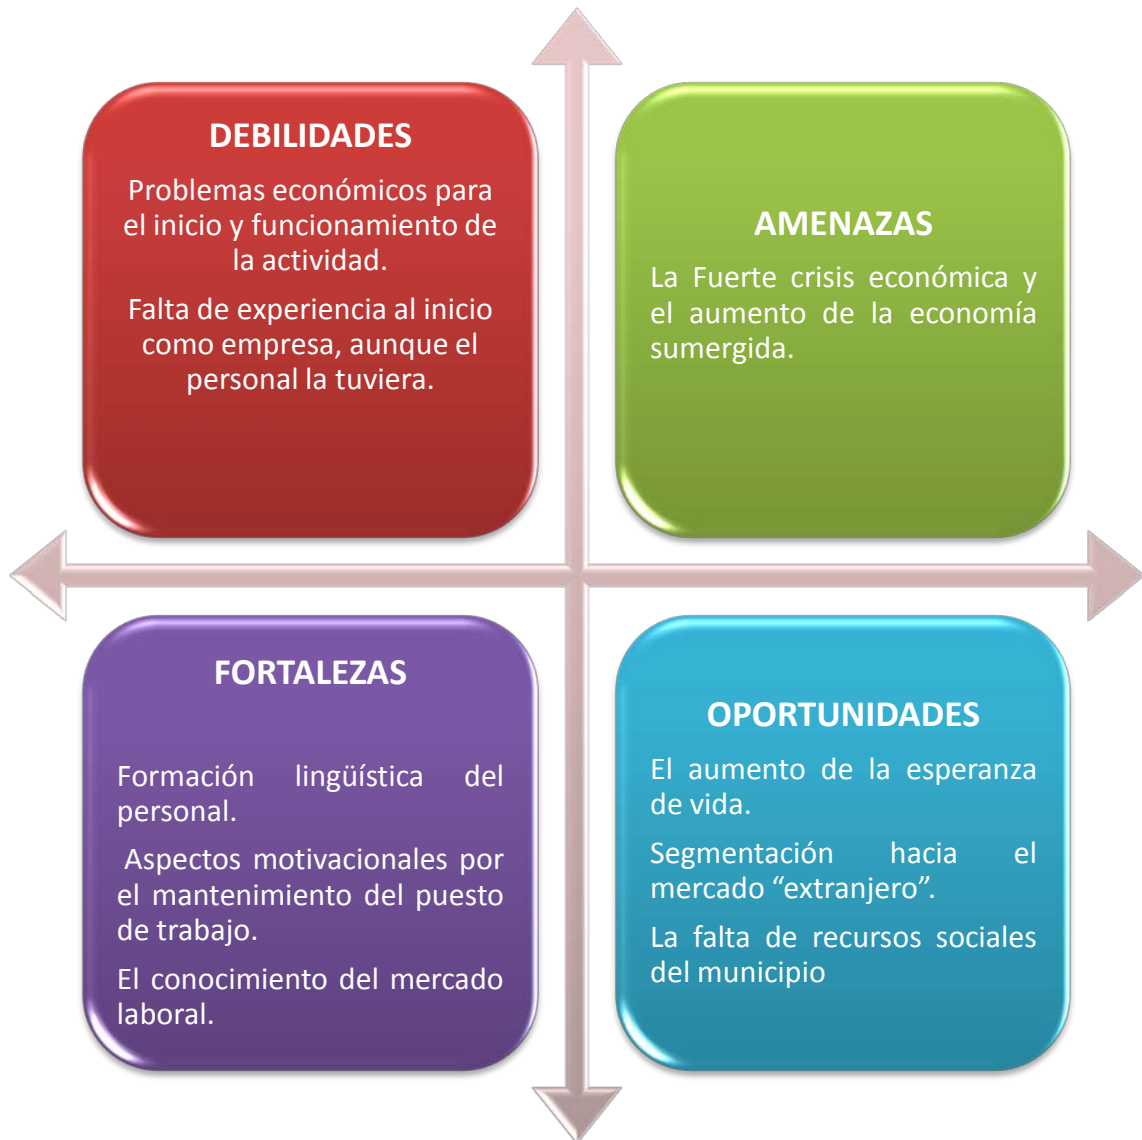 DEBILIDADES
Problemas económicos para
el inicio y funcionamiento de
la actividad.
Falta de experiencia al inicio
como empresa, aunque el
personal la tuviera.
AMENAZAS
La Fuerte crisis económica y
el aumento de la economía
sumergida.
FORTALEZAS
Formación lingüística del
personal.
Aspectos motivacionales por
el mantenimiento del puesto
de trabajo.
El conocimiento del mercado
laboral.
OPORTUNIDADES
El aumento de la esperanza
de vida.
Segmentación hacia el
mercado “extranjero”.
La falta de recursos sociales
del municipio